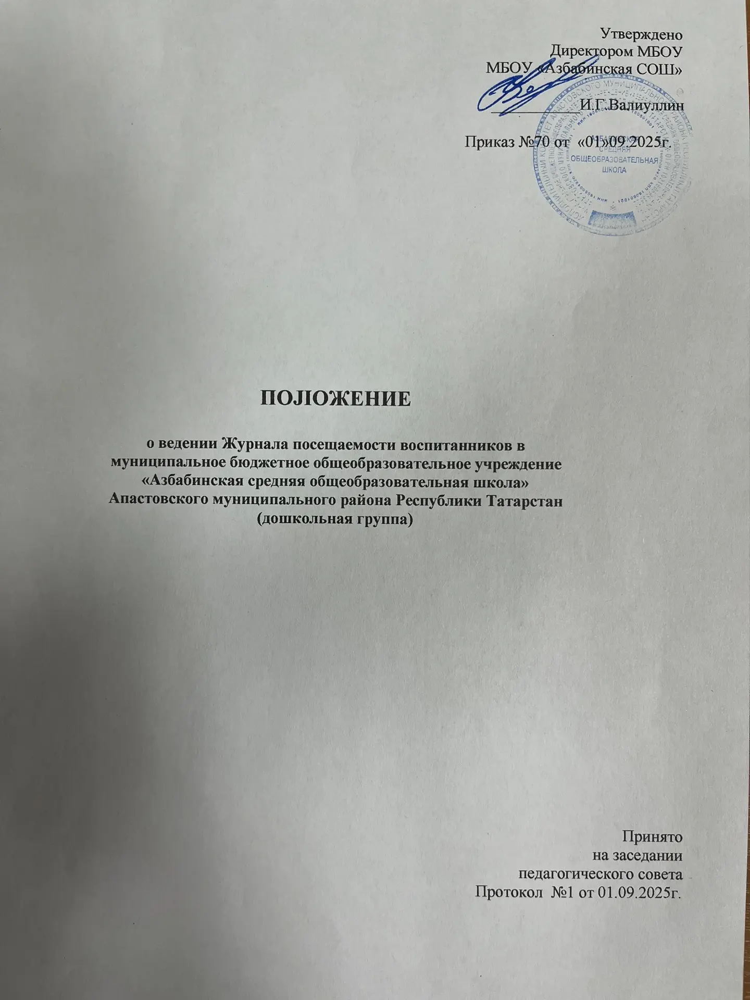 Утверждено
Директором МБОУ
МБОУ «Азбабинская СОШ»
____________И.Г.Валиуллин
Приказ №70 от «01»09.2025г.
АЗБАБИНСКАЯ
СРЕДНЯЯ
ОБЩЕОБРАЗОВАТЕЛЬНАЯ
ШКОЛА
ПОЛОЖЕНИЕ
о ведении Журнала посещаемости воспитанников в
муниципальное бюджетное общеобразовательное учреждение
«Азбабинская средняя общеобразовательная школа»
Апастовского муниципального района Республики Татарстан
(дошкольная группа)
Принято
на заседании
педагогического совета
Протокол №1 от 01.09.2025г.